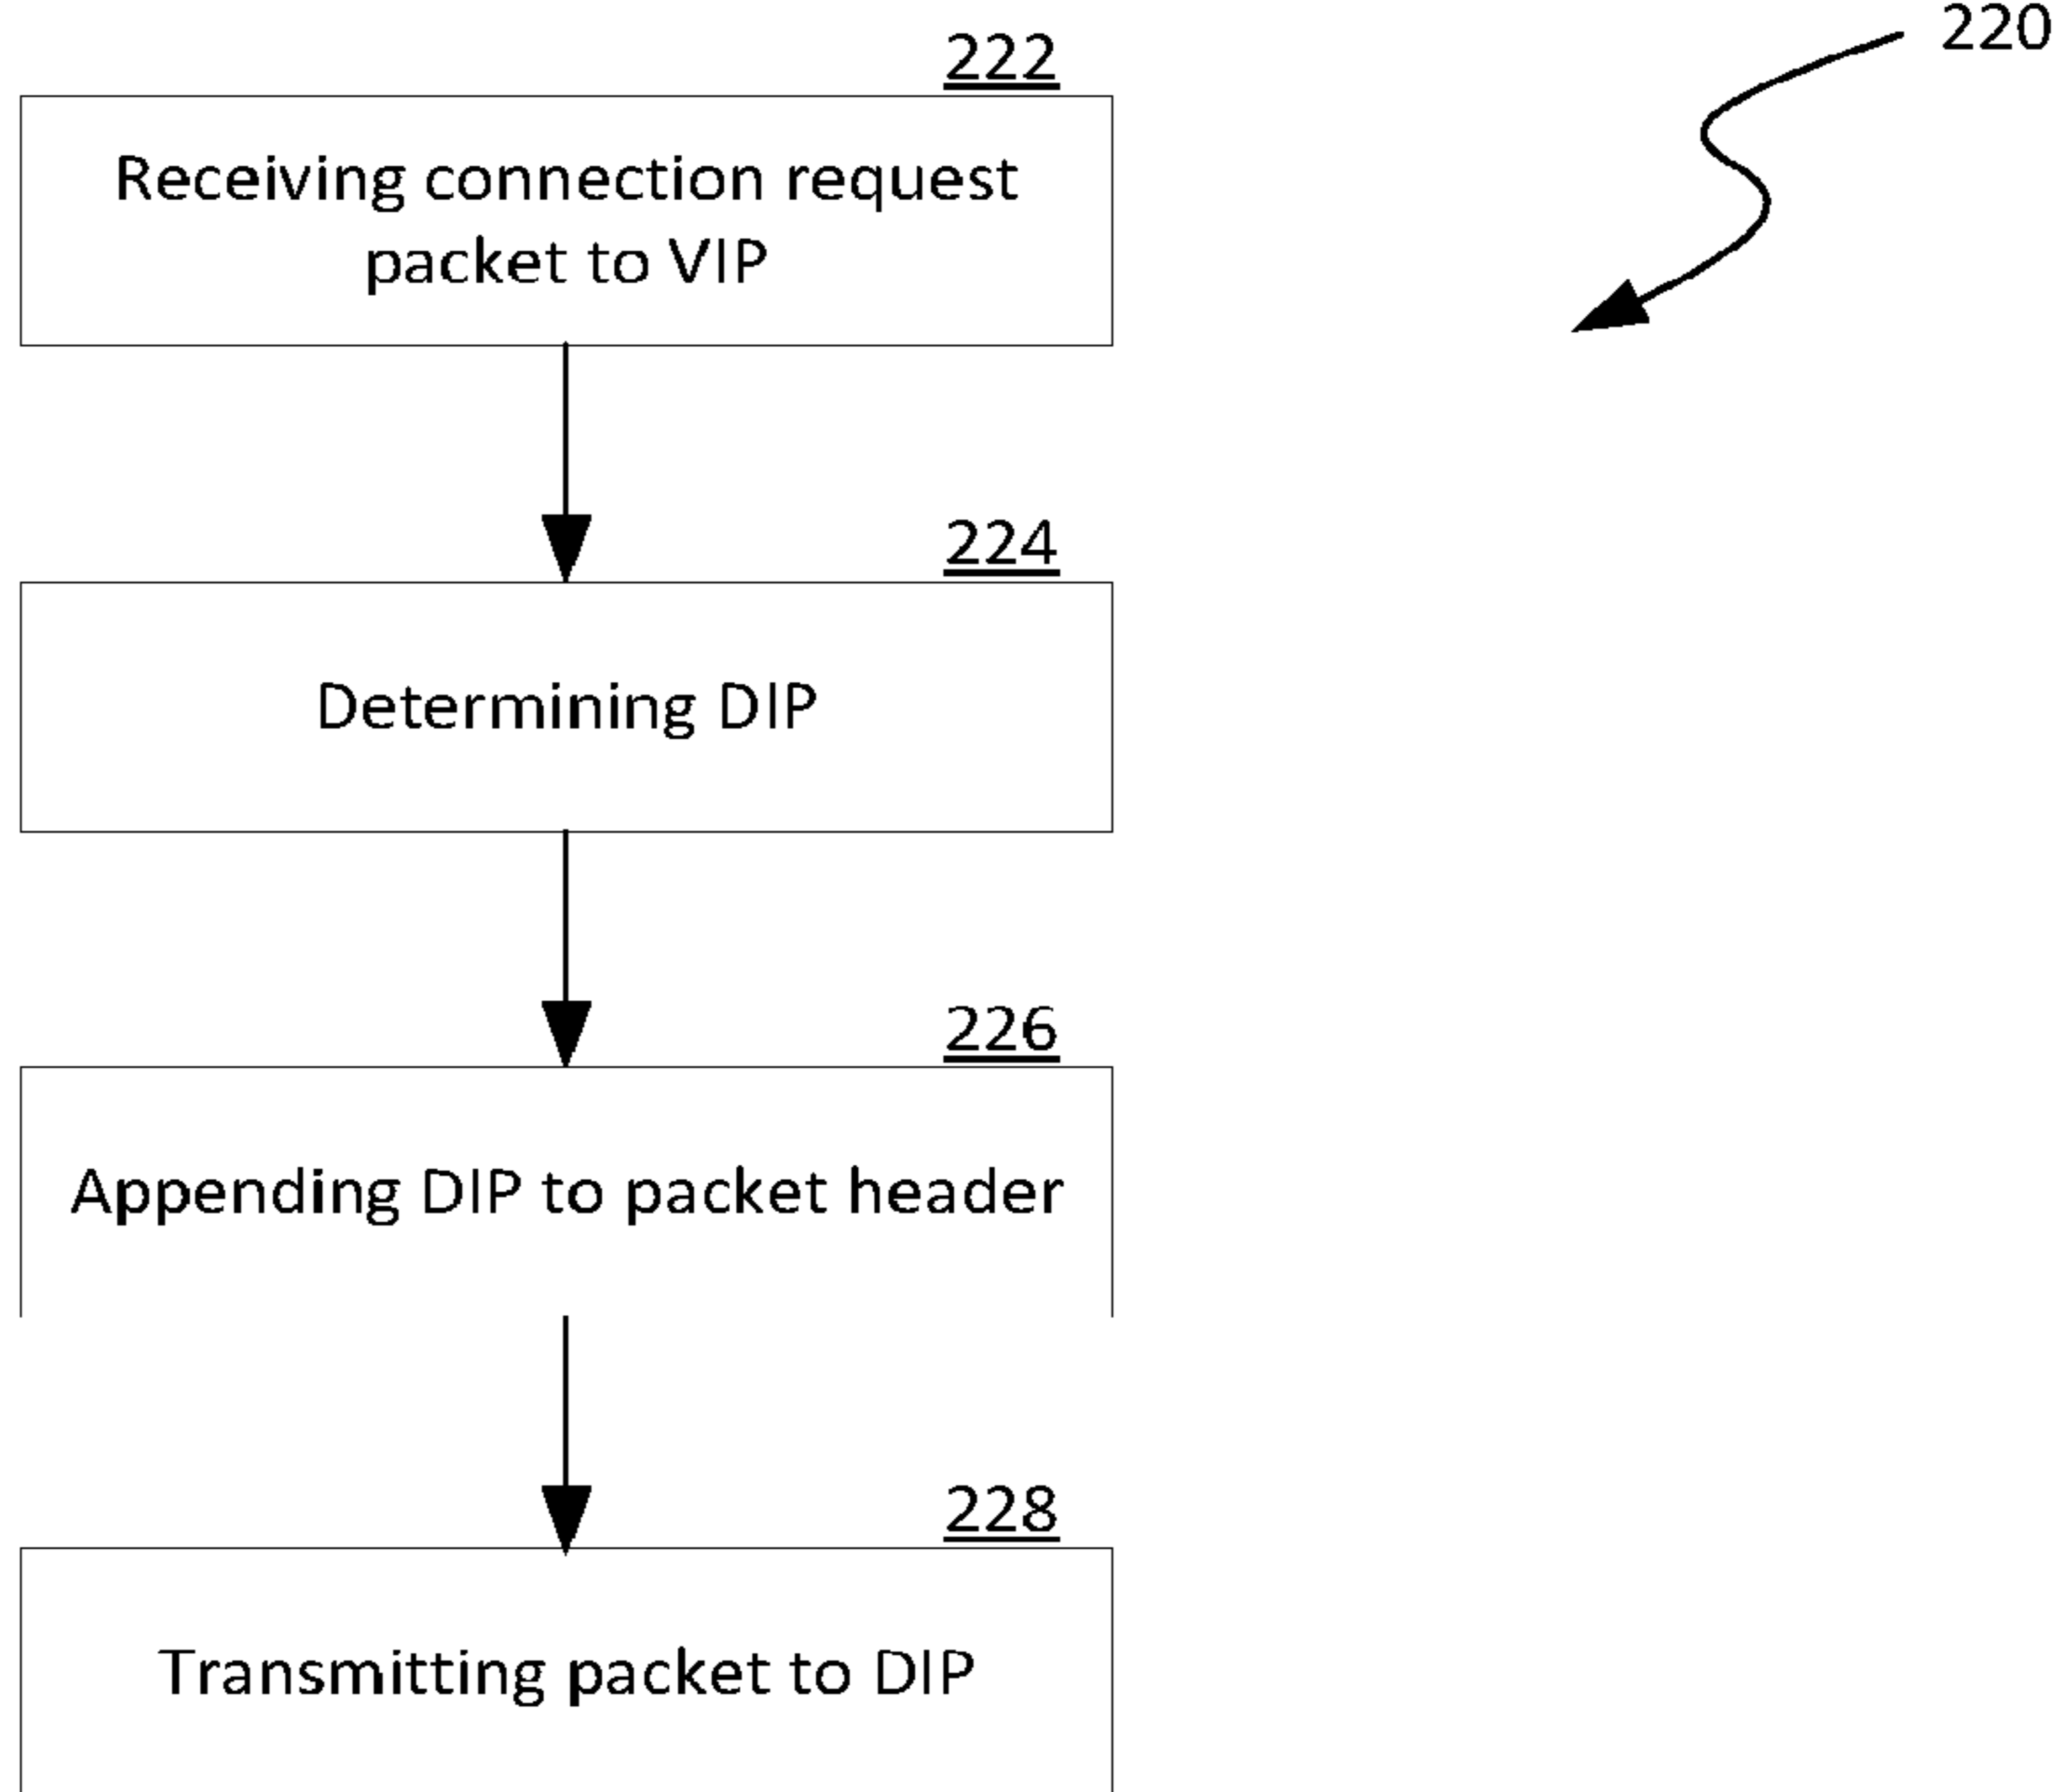 220
222
Receiving connection request
packet to VIP
224
Determining DIP
226
Appending DIP to packet header
228
Transmitting packet to DIP